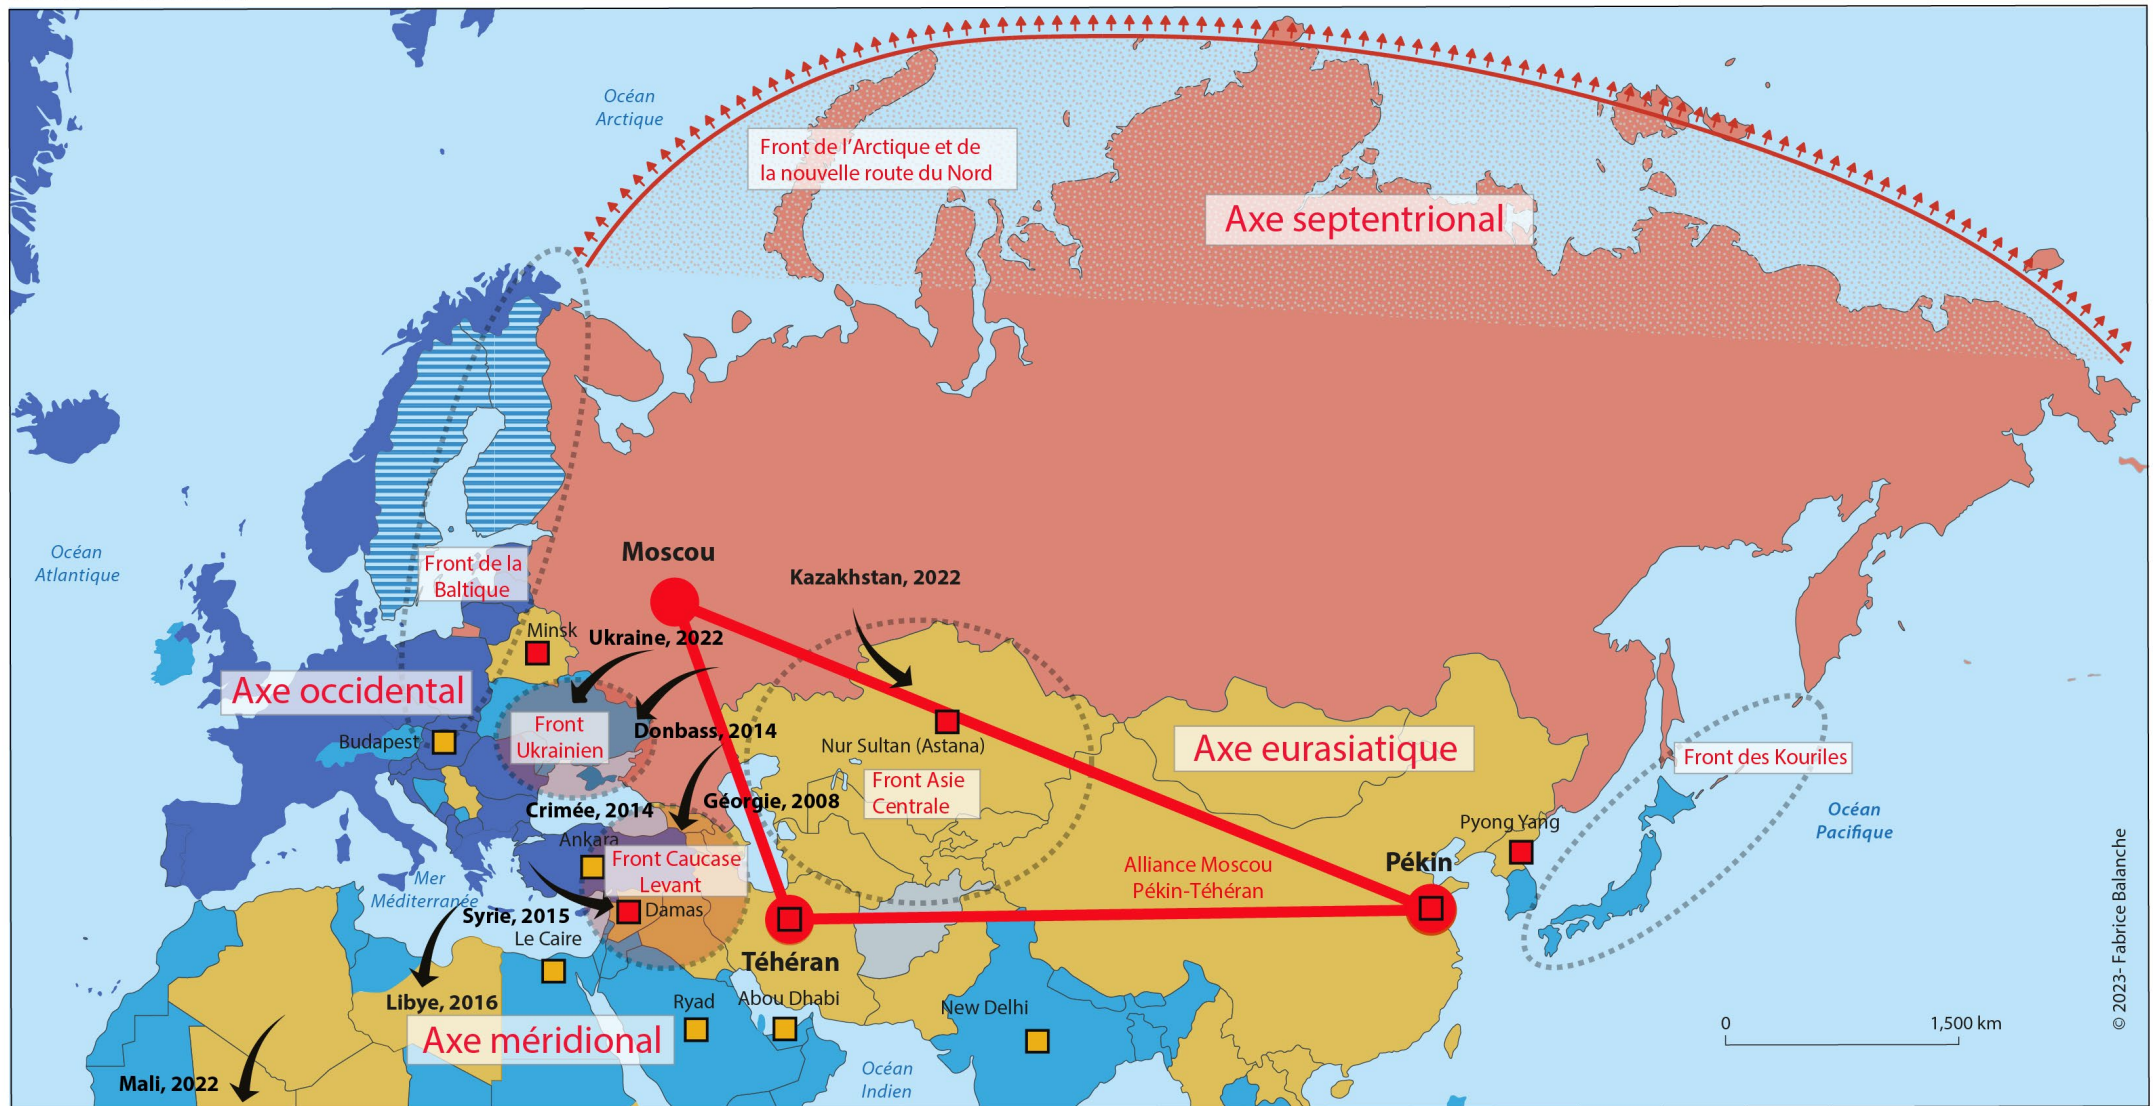 Océan
Arctique
Front de l'Arctique et de
la nouvelle route du Nord
Axe septentrional
Océan
Atlantique
Front de la
Baltique
Moscou
Kazakhstan, 2022
Minsk
Ukraine, 2022
Axe occidental
Budapest
Front
Ukrainien
Donbass, 2014
Nur Sultan (Astana)
Axe eurasiatique
Front des Kouriles
Front Asie
Centrale
Crimée, 2014
Géorgie, 2008
Océan
Pacifique
Ankara
Pyong Yang
Front Caucase
Levant
Alliance Moscou
Pékin-Téhéran
Pékin
Mer
Méditerranée
Syrie, 2015
Damas
Le Caire
Téhéran
Libye, 2016
Ryad
Abou Dhabi
New Delhi
Axe méridional
Océan
Indien
Mali, 2022
0
1,500 km
© 2023- Fabrice Balanche